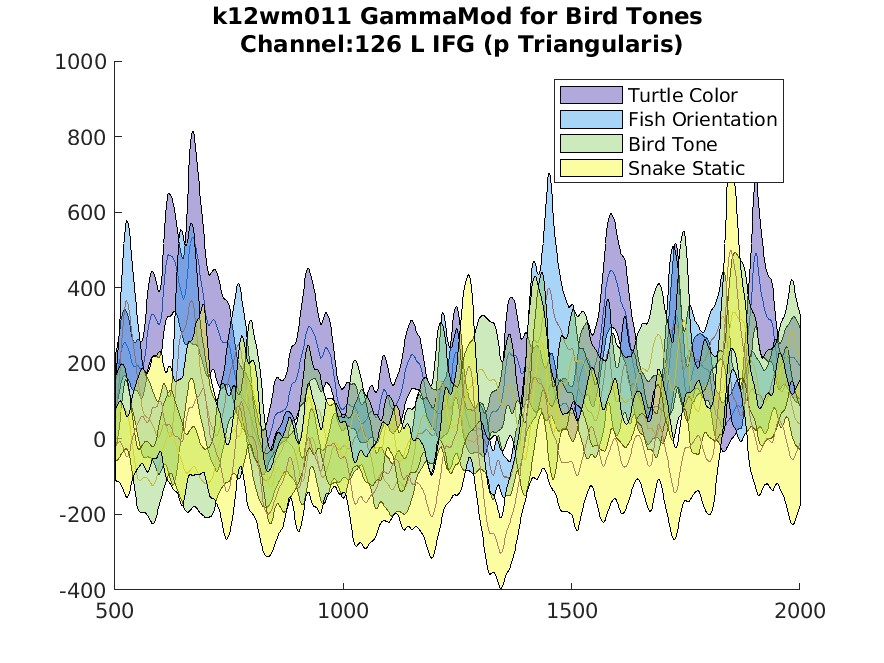 k12wm011 GammaMod for Bird Tones
Channel:126 L IFG (p Triangularis)
1000
800
600
400
200
0
-200
-400
500
1000
1500
2000
Turtle Color
Fish Orientation
Bird Tone
Snake Static